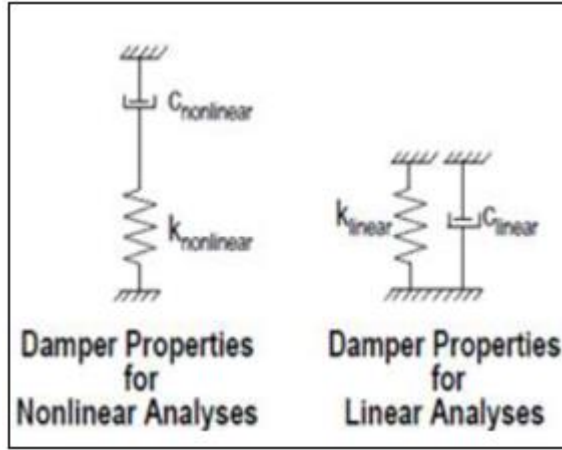 Cnonlinear
knonlinear
klinear
Clinear
Damper Properties
for
Nonlinear Analyses
Damper Properties
for
Linear Analyses